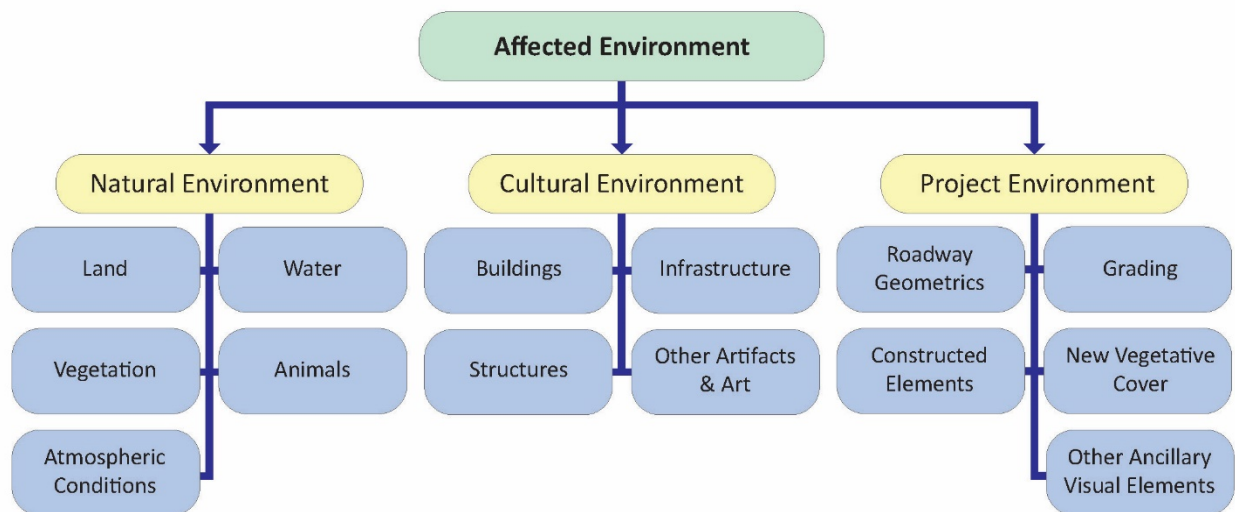 Affected Environment
Natural Environment
Cultural Environment
Project Environment
Land
Water
Buildings
Infrastructure
Roadway
Geometrics
Grading
Vegetation
Animals
Structures
Other Artifacts
& Art
Constructed
Elements
New Vegetative
Cover
Atmospheric
Conditions
Other Ancillary
Visual Elements